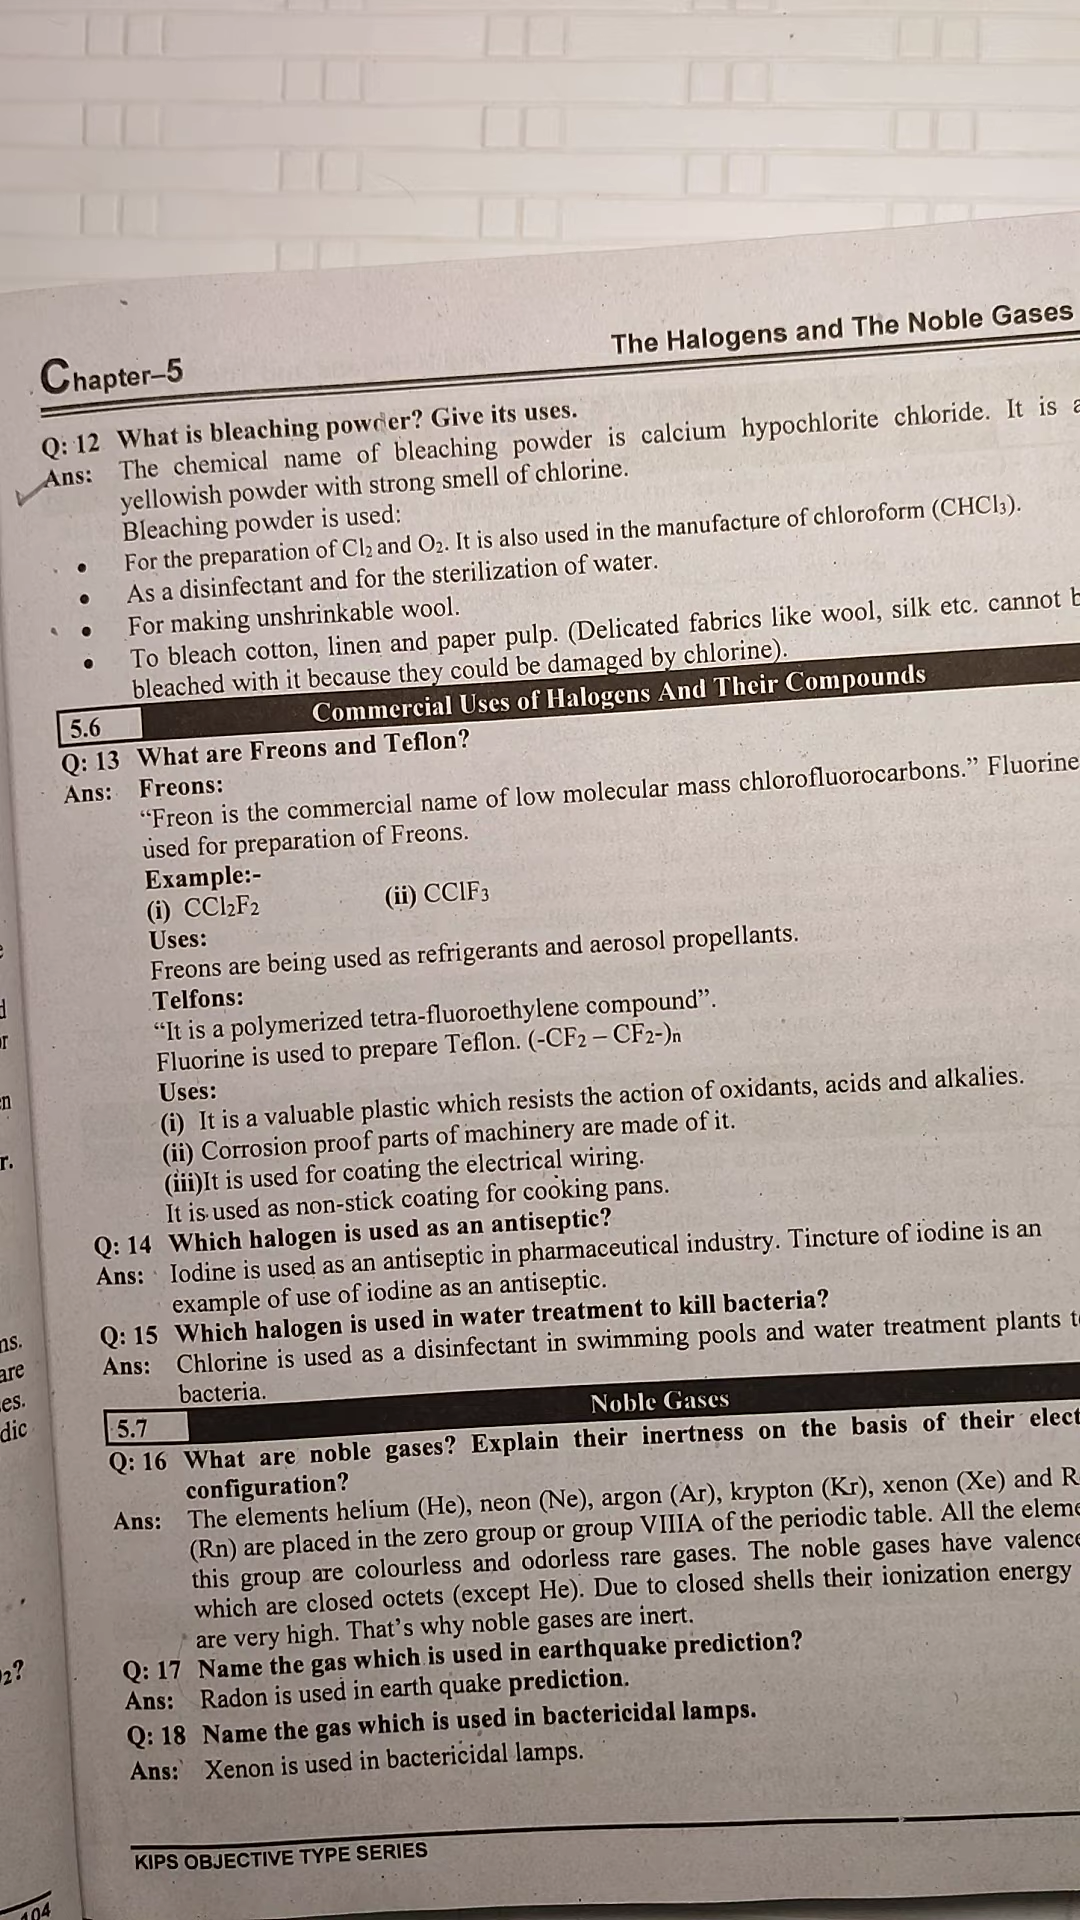 Chapter–5
The Halogens and The Noble Gases
Q: 12 What is bleaching powder? Give its uses.
Ans: The chemical name of bleaching powder is calcium hypochlorite chloride. It is
yellowish powder with strong smell of chlorine.
Bleaching powder is used:
• For the preparation of Cl₂ and O₂. It is also used in the manufacture of chloroform (CHCl₃).
• As a disinfectant and for the sterilization of water.
• For making unshrinkable wool.
• To bleach cotton, linen and paper pulp. (Delicated fabrics like wool, silk etc. cannot
bleached with it because they could be damaged by chlorine).
5.6 Commercial Uses of Halogens And Their Compounds
Q: 13 What are Freons and Teflon?
Ans: Freons:
“Freon is the commercial name of low molecular mass chlorofluorocarbons.” Fluorine
used for preparation of Freons.
Example:-
(i) CCl₂F₂ (ii) CClF₃
Uses:
Freons are being used as refrigerants and aerosol propellants.
Telfons:
“It is a polymerized tetra-fluoroethylene compound”.
Fluorine is used to prepare Teflon. (-CF₂ – CF₂-)n
Uses:
(i) It is a valuable plastic which resists the action of oxidants, acids and alkalies.
(ii) Corrosion proof parts of machinery are made of it.
(iii)It is used for coating the electrical wiring.
It is used as non-stick coating for cooking pans.
Q: 14 Which halogen is used as an antiseptic?
Ans: Iodine is used as an antiseptic in pharmaceutical industry. Tincture of iodine is an
example of use of iodine as an antiseptic.
Q: 15 Which halogen is used in water treatment to kill bacteria?
Ans: Chlorine is used as a disinfectant in swimming pools and water treatment plants
bacteria.
5.7 Noble Gases
Q: 16 What are noble gases? Explain their inertness on the basis of their elect
configuration?
Ans: The elements helium (He), neon (Ne), argon (Ar), krypton (Kr), xenon (Xe) and R
(Rn) are placed in the zero group or group VIIIA of the periodic table. All the eleme
this group are colourless and odorless rare gases. The noble gases have valence
which are closed octets (except He). Due to closed shells their ionization energy
are very high. That’s why noble gases are inert.
Q: 17 Name the gas which is used in earthquake prediction?
Ans: Radon is used in earth quake prediction.
Q: 18 Name the gas which is used in bactericidal lamps.
Ans: Xenon is used in bactericidal lamps.
KIPS OBJECTIVE TYPE SERIES
r.
ns.
are
es.
dic
₂?
104